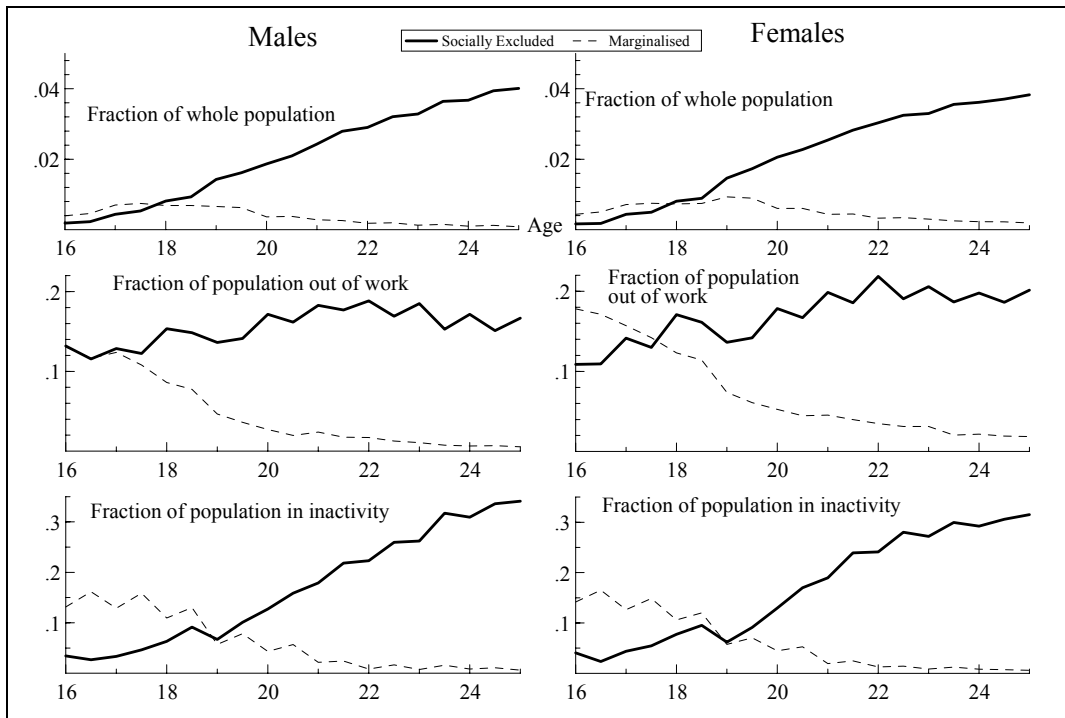 Males
Socially Excluded
Marginalised
Females
.04
.02
Fraction of whole population
16 18 20 22 24
Age
.04
.02
Fraction of whole population
16 18 20 22 24
.2
.1
Fraction of population out of work
16 18 20 22 24
.2
.1
Fraction of population
out of work
16 18 20 22 24
.3
.2
.1
Fraction of population in inactivity
16 18 20 22 24
.3
.2
.1
Fraction of population in inactivity
16 18 20 22 24